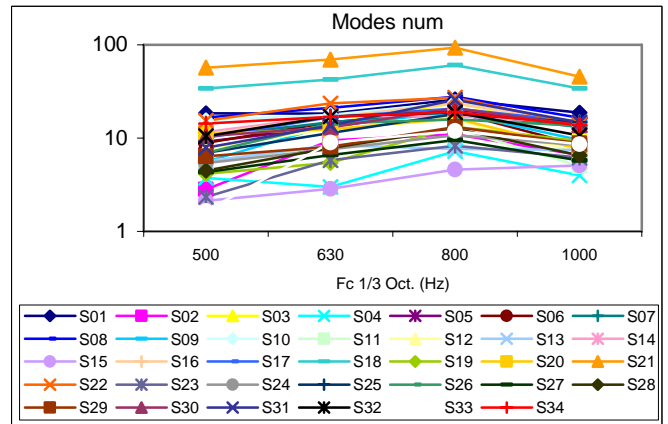 Modes num
100
10
1
500 630 800 1000
Fc 1/3 Oct. (Hz)
S01 S02 S03 S04 S05 S06 S07
S08 S09 S10 S11 S12 S13 S14
S15 S16 S17 S18 S19 S20 S21
S22 S23 S24 S25 S26 S27 S28
S29 S30 S31 S32 S33 S34